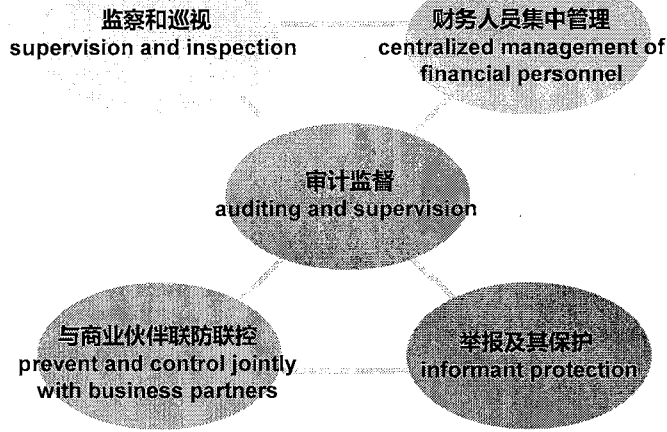 监察和巡视
supervision and inspection
财务人员集中管理
centralized management of
financial personnel
审计监督
auditing and supervision
与商业伙伴联防联控
prevent and control jointly
with business partners
举报及其保护
informant protection